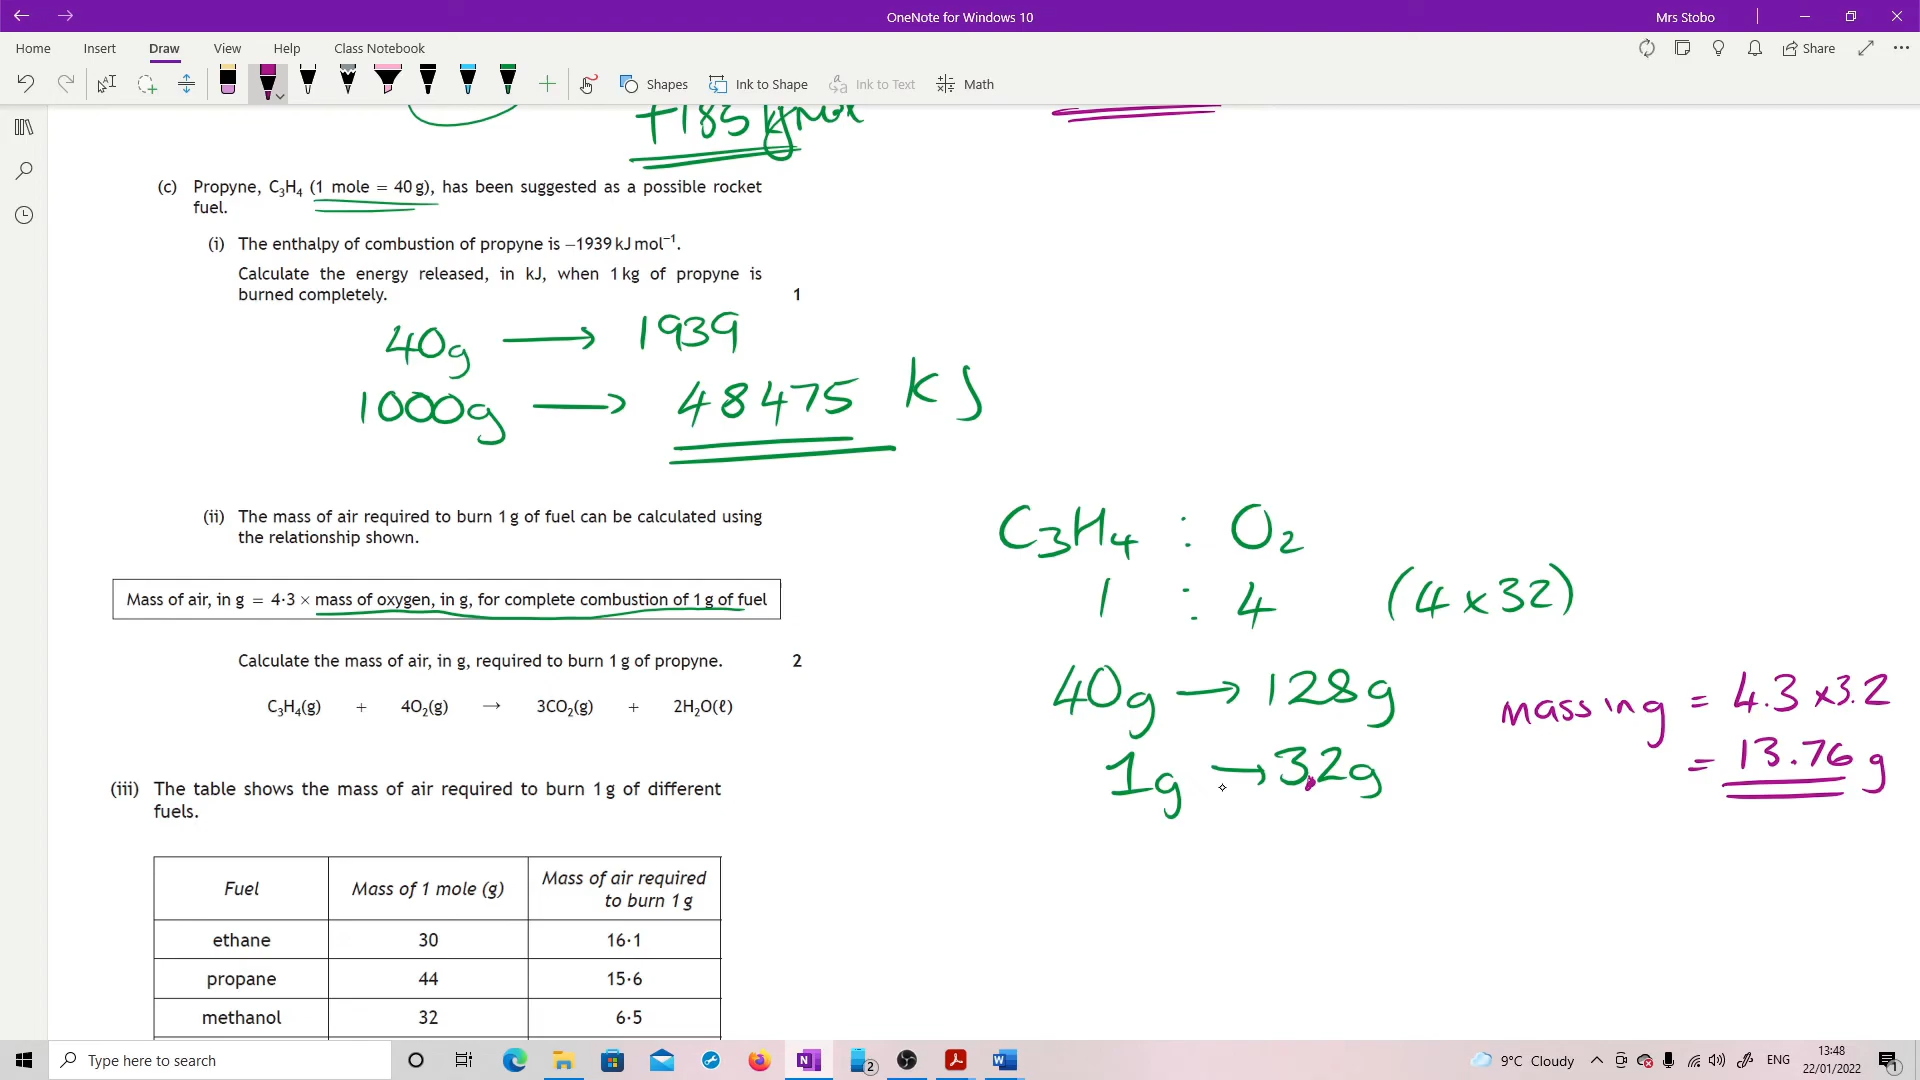 OneNote for Windows 10
Mrs Stobo
Home Insert Draw View Help Class Notebook
Share
Shapes Ink to Shape Ink to Text Math
+185 kJ mol
(c) Propyne, C₃H₄ (1 mole = 40 g), has been suggested as a possible rocket
fuel.
(i) The enthalpy of combustion of propyne is −1939 kJ mol⁻¹.
Calculate the energy released, in kJ, when 1 kg of propyne is
burned completely. 1
40g → 1939
1000g → 48475 kJ
(ii) The mass of air required to burn 1 g of fuel can be calculated using
the relationship shown.
Mass of air, in g = 4·3 × mass of oxygen, in g, for complete combustion of 1 g of fuel
Calculate the mass of air, in g, required to burn 1 g of propyne. 2
C₃H₄(g) + 4O₂(g) → 3CO₂(g) + 2H₂O(ℓ)
C₃H₄ : O₂
1 : 4 (4 x 32)
40g → 128g
1g → 3.2g
mass in g = 4.3 x 3.2
= 13.76 g
(iii) The table shows the mass of air required to burn 1 g of different
fuels.
Fuel Mass of 1 mole (g) Mass of air required
to burn 1 g
ethane 30 16·1
propane 44 15·6
methanol 32 6·5
Type here to search
2
9°C Cloudy
ENG
13:48
22/01/2022
1